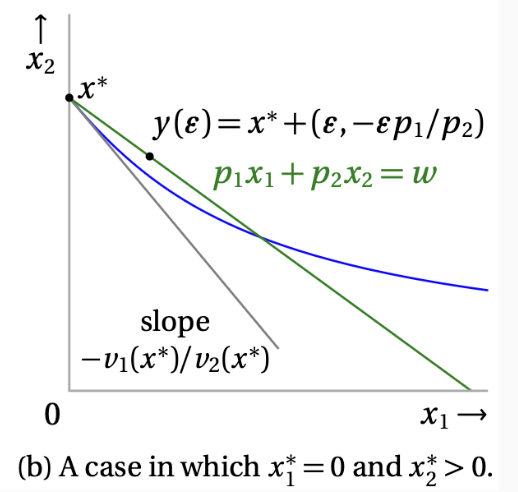 ↑
x₂
x*
y(ε) = x* + (ε, −εp₁/p₂)
p₁x₁ + p₂x₂ = w
slope
−v₁(x*)/v₂(x*)
0
x₁ →
(b) A case in which x₁* = 0 and x₂* > 0.